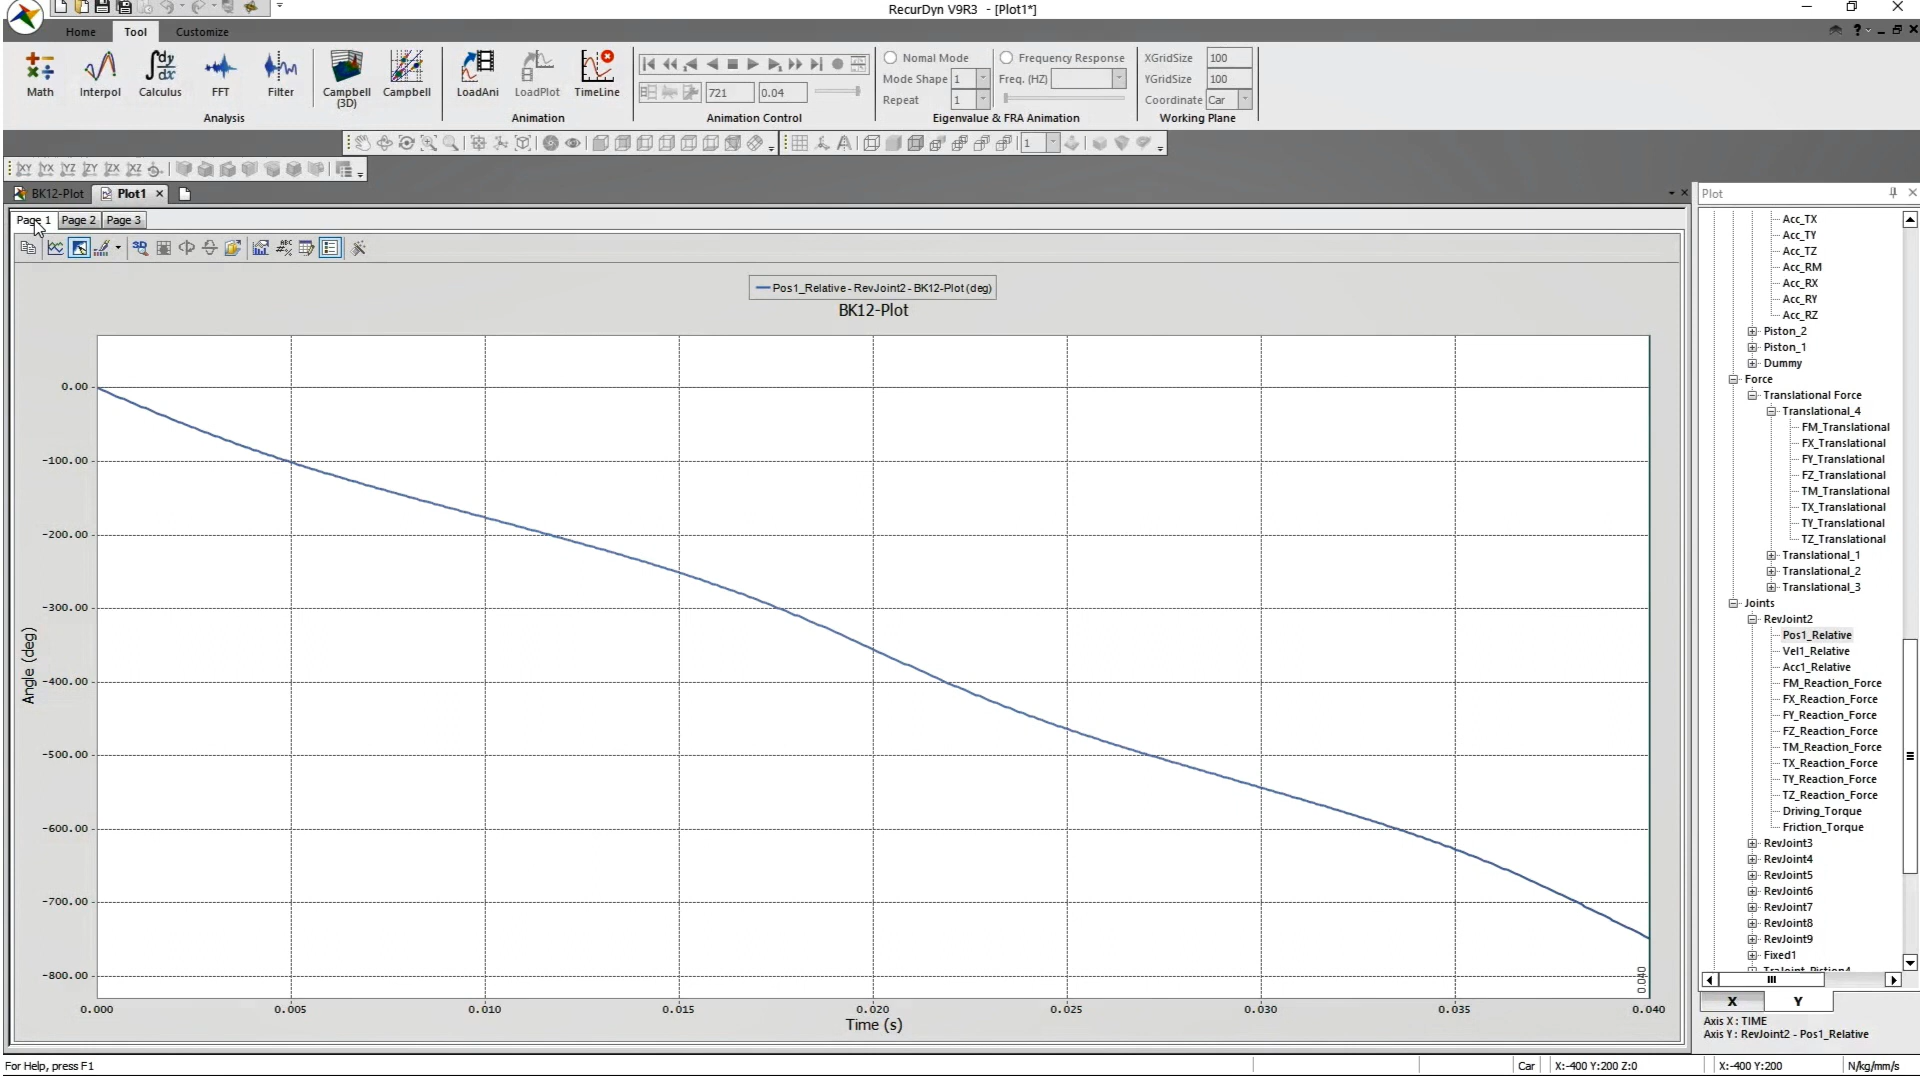 RecurDyn V9R3 - [Plot1*]
Home Tool Customize
Math Interpol Calculus FFT Filter Campbell (3D) Campbell
Analysis
LoadAni LoadPlot TimeLine
Animation
721 0.04
Animation Control
Nomal Mode Frequency Response
Mode Shape 1 Freq. (HZ)
Repeat 1
Eigenvalue & FRA Animation
XGridSize 100
YGridSize 100
Coordinate Car
Working Plane
1
XY YX YZ ZY ZX XZ
BK12-Plot Plot1
Page 1 Page 2 Page 3
3D
Pos1_Relative - RevJoint2 - BK12-Plot (deg)
BK12-Plot
0.00
-100.00
-200.00
-300.00
-400.00
-500.00
-600.00
-700.00
-800.00
Angle (deg)
0.040
0.000 0.005 0.010 0.015 0.020 0.025 0.030 0.035 0.040
Time (s)
Plot
Acc_TX
Acc_TY
Acc_TZ
Acc_RM
Acc_RX
Acc_RY
Acc_RZ
Piston_2
Piston_1
Dummy
Force
Translational Force
Translational_4
FM_Translational
FX_Translational
FY_Translational
FZ_Translational
TM_Translational
TX_Translational
TY_Translational
TZ_Translational
Translational_1
Translational_2
Translational_3
Joints
RevJoint2
Pos1_Relative
Vel1_Relative
Acc1_Relative
FM_Reaction_Force
FX_Reaction_Force
FY_Reaction_Force
FZ_Reaction_Force
TM_Reaction_Force
TX_Reaction_Force
TY_Reaction_Force
TZ_Reaction_Force
Driving_Torque
Friction_Torque
RevJoint3
RevJoint4
RevJoint5
RevJoint6
RevJoint7
RevJoint8
RevJoint9
Fixed1
X Y
Axis X : TIME
Axis Y : RevJoint2 - Pos1_Relative
For Help, press F1
Car X:-400 Y:200 Z:0 X:-400 Y:200 N/kg/mm/s